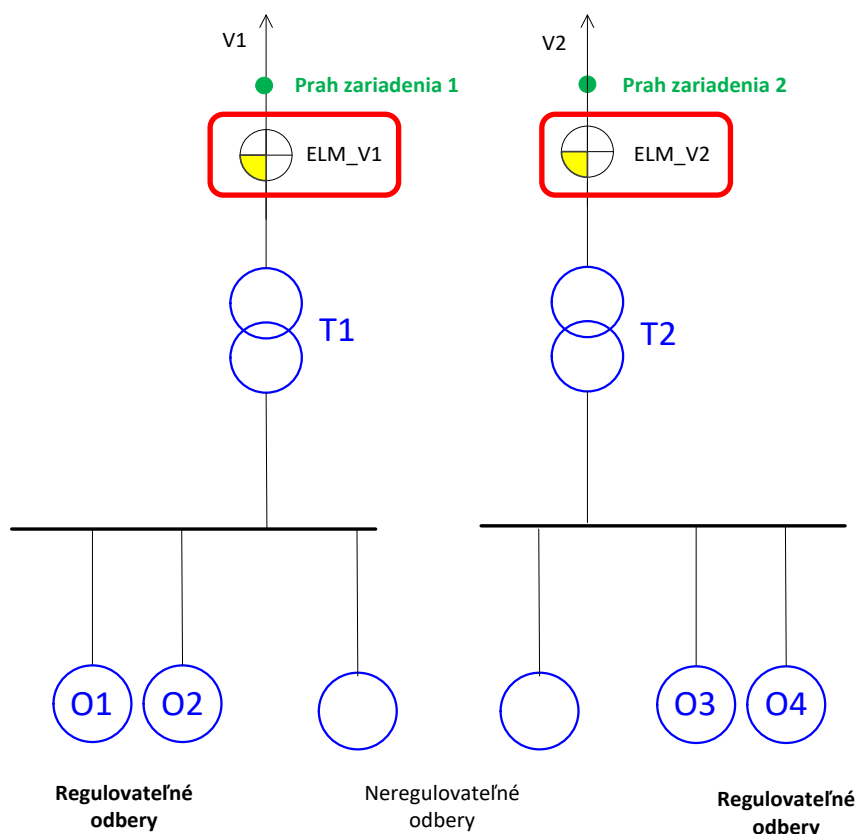 V1
V2
Prah zariadenia 1
Prah zariadenia 2
ELM_V1
ELM_V2
T1
T2
O1
O2
O3
O4
Regulovateľné
odbery
Neregulovateľné
odbery
Regulovateľné
odbery